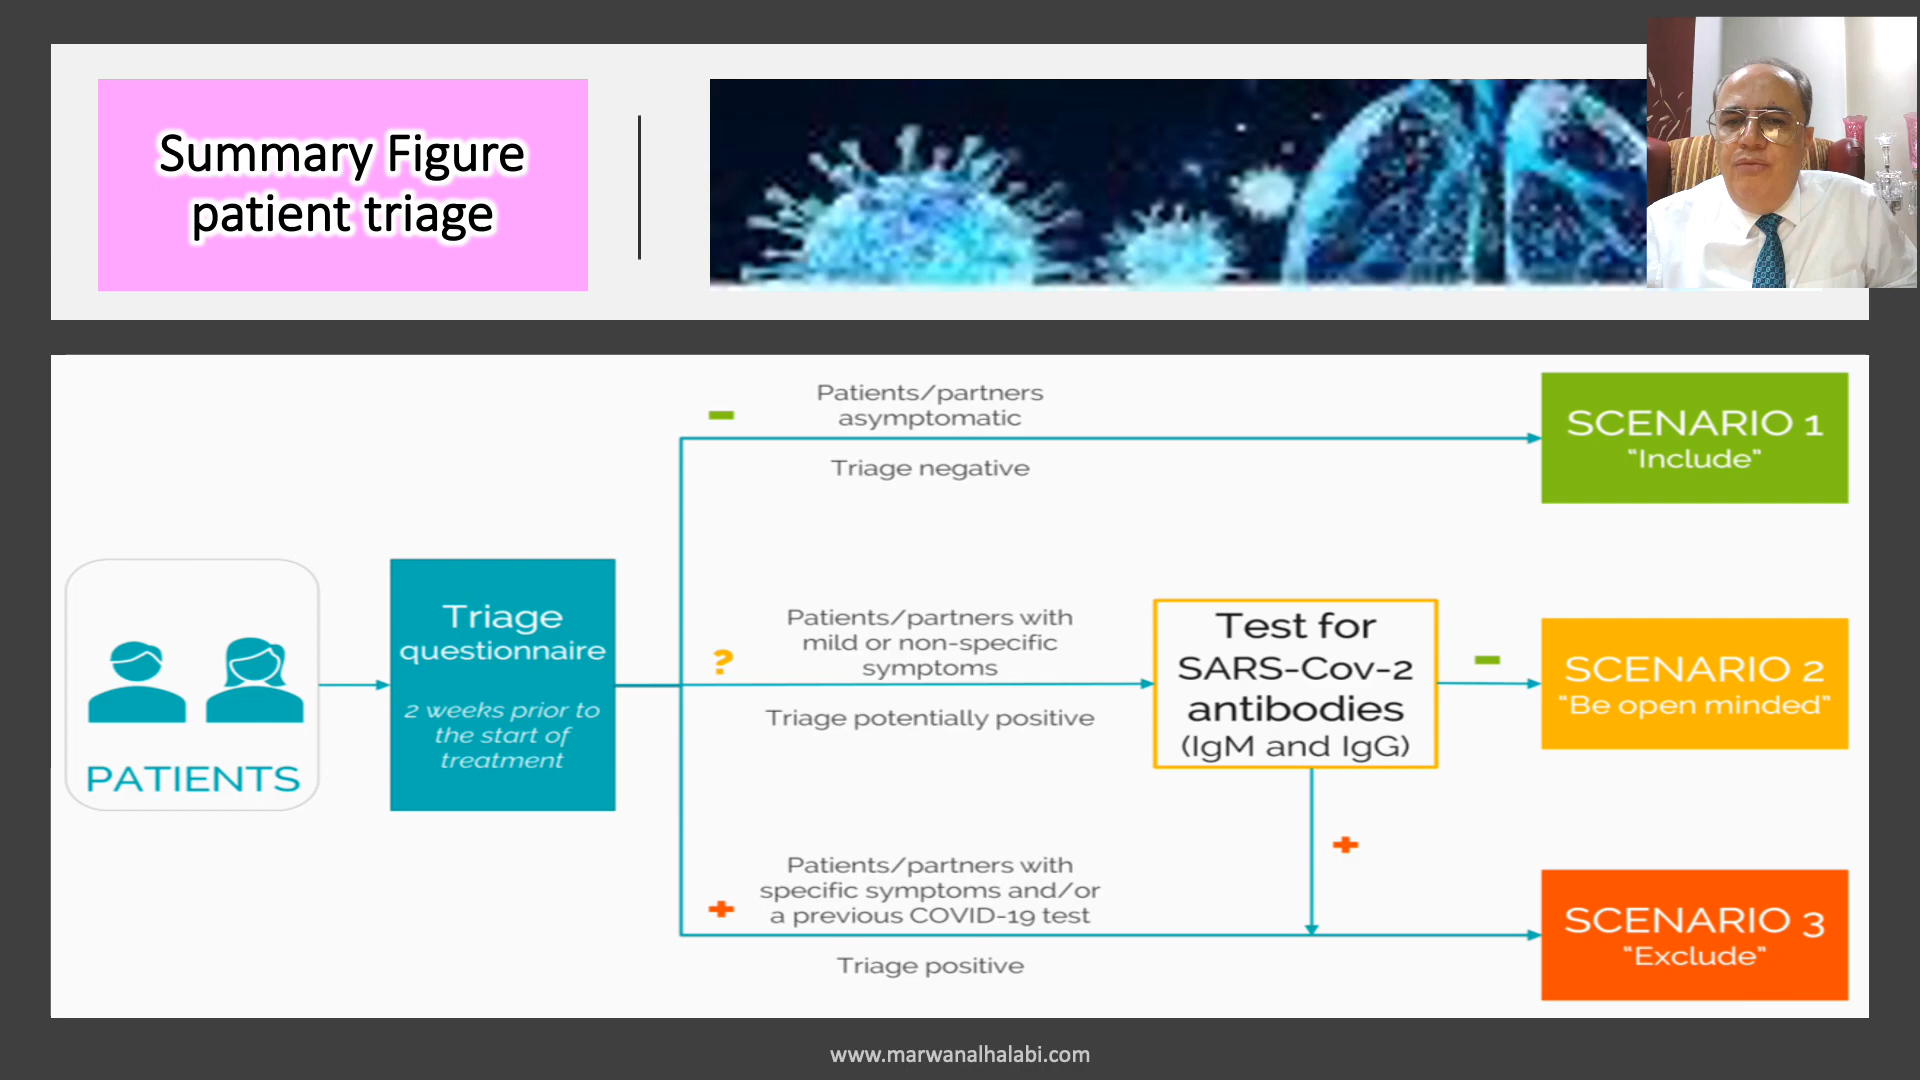 Summary Figure
patient triage
Patients/partners
asymptomatic
Triage negative
SCENARIO 1
“Include”
PATIENTS
Triage
questionnaire
2 weeks prior to
the start of
treatment
?
Patients/partners with
mild or non-specific
symptoms
Triage potentially positive
Test for
SARS-Cov-2
antibodies
(IgM and IgG)
SCENARIO 2
“Be open minded”
Patients/partners with
specific symptoms and/or
a previous COVID-19 test
Triage positive
SCENARIO 3
“Exclude”
www.marwanalhalabi.com